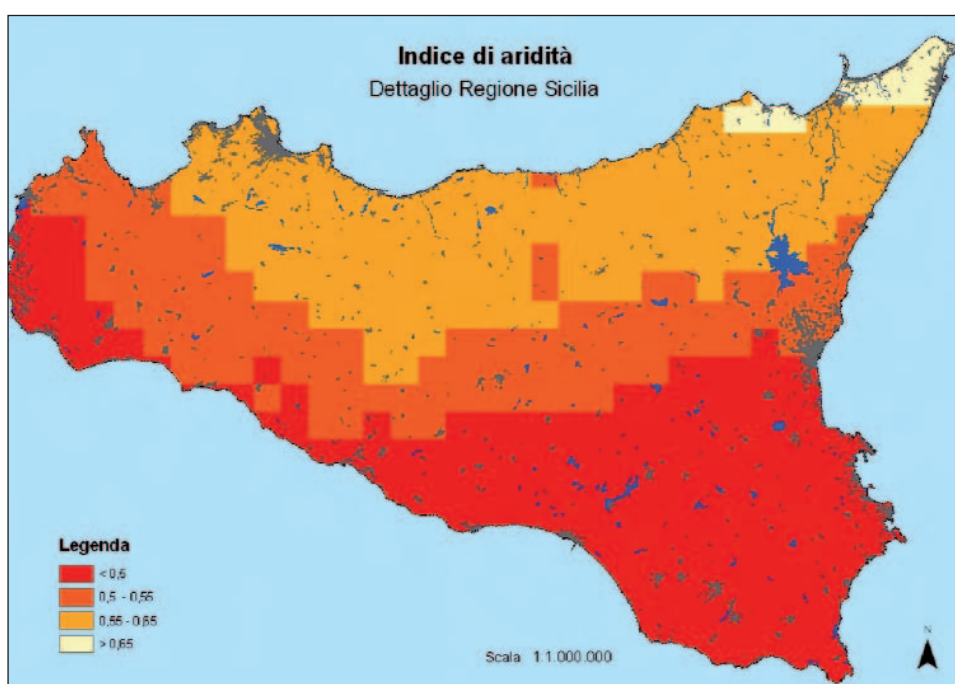 Indice di aridità
Dettaglio Regione Sicilia
Legenda
< 0,5
0,5 - 0,55
0,55 - 0,65
> 0,65
Scala 1:1.000.000
N